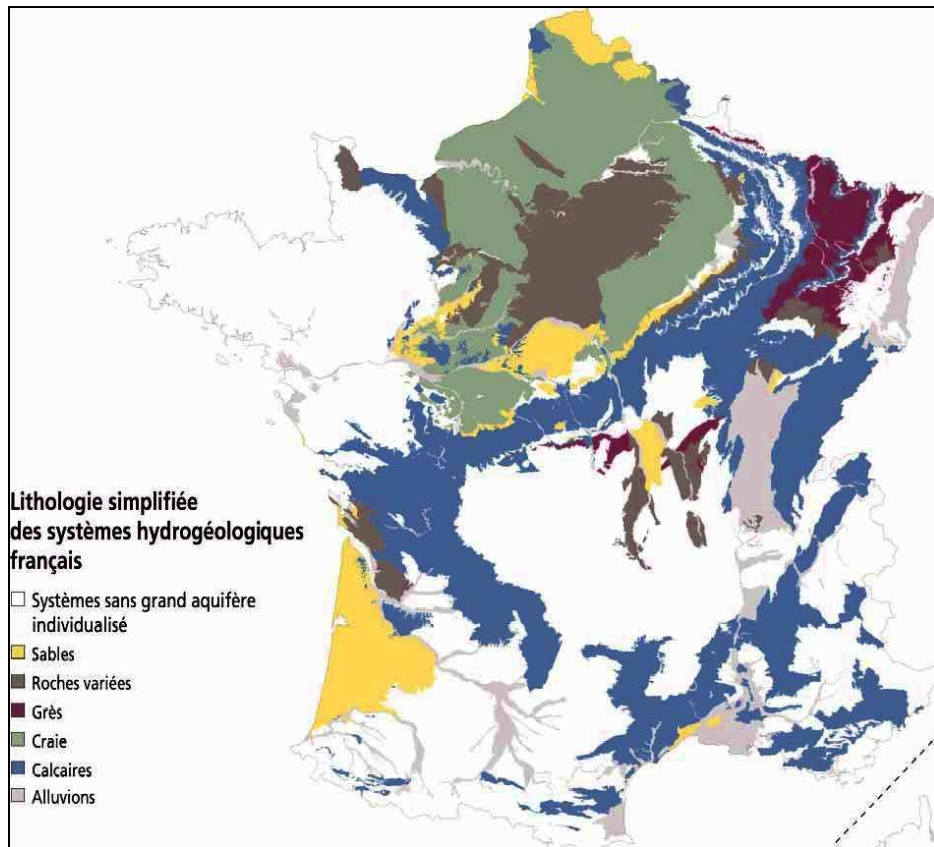 Lithologie simplifiée
des systèmes hydrogéologiques
français
Systèmes sans grand aquifère
individualisé
Sables
Roches variées
Grès
Craie
Calcaires
Alluvions